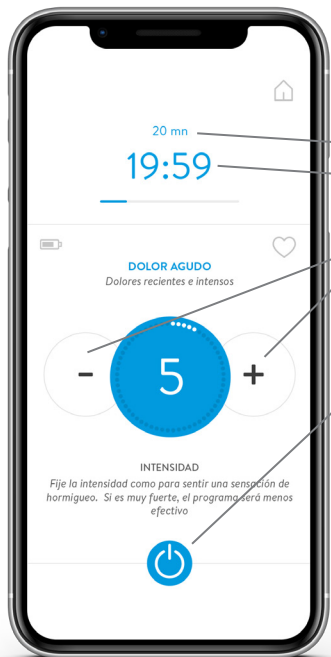 20 mn
19:59
DOLOR AGUDO
Dolores recientes e intensos
- 5 +
INTENSIDAD
Fije la intensidad como para sentir una sensación de
hormigueo. Si es muy fuerte, el programa será menos
efectivo